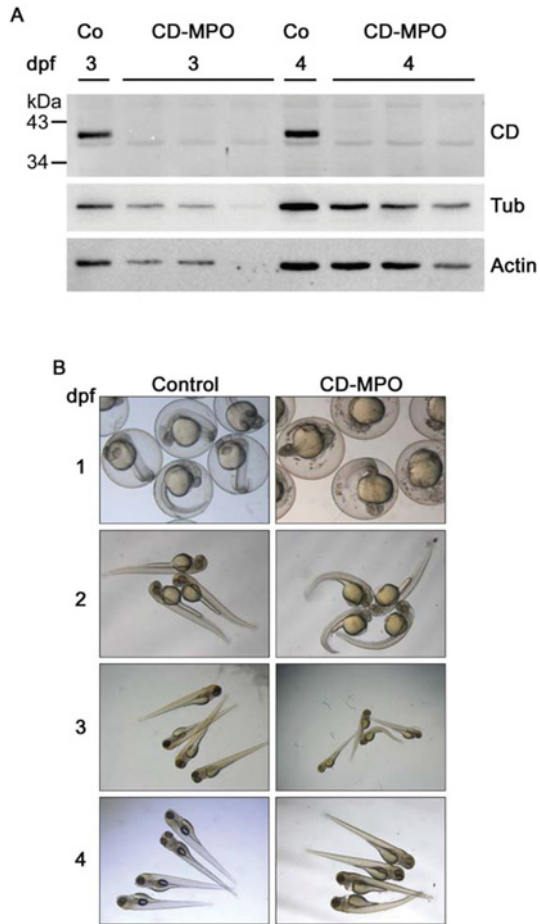 A
Co CD-MPO Co CD-MPO
dpf 3 3 4 4
kDa
43
34
CD
Tub
Actin
B
Control CD-MPO
dpf
1
2
3
4